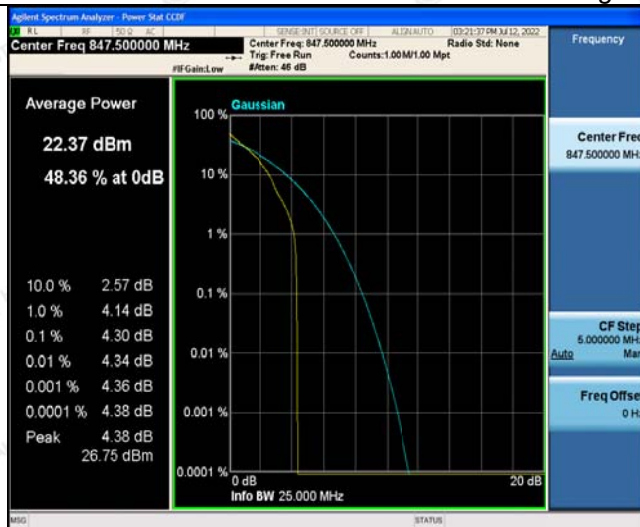 Agilent Spectrum Analyzer - Power Stat CCDF
RL RF 50 Ω AC SENSE:INT SOURCE OFF ALIGN AUTO 03:21:37 PM Jul 12, 2022
Center Freq 847.500000 MHz
Center Freq: 847.500000 MHz Radio Std: None
Trig: Free Run Counts:1.00 M/1.00 Mpt
#IFGain:Low #Atten: 46 dB
Frequency
Average Power
22.37 dBm
48.36 % at 0dB
10.0 % 2.57 dB
1.0 % 4.14 dB
0.1 % 4.30 dB
0.01 % 4.34 dB
0.001 % 4.36 dB
0.0001 % 4.38 dB
Peak 4.38 dB
26.75 dBm
Gaussian
100 %
10 %
1 %
0.1 %
0.01 %
0.001 %
0.0001 %
0 dB 20 dB
Info BW 25.000 MHz
Center Freq
847.500000 MHz
CF Step
5.000000 MHz
Auto Man
Freq Offset
0 Hz
MSG STATUS